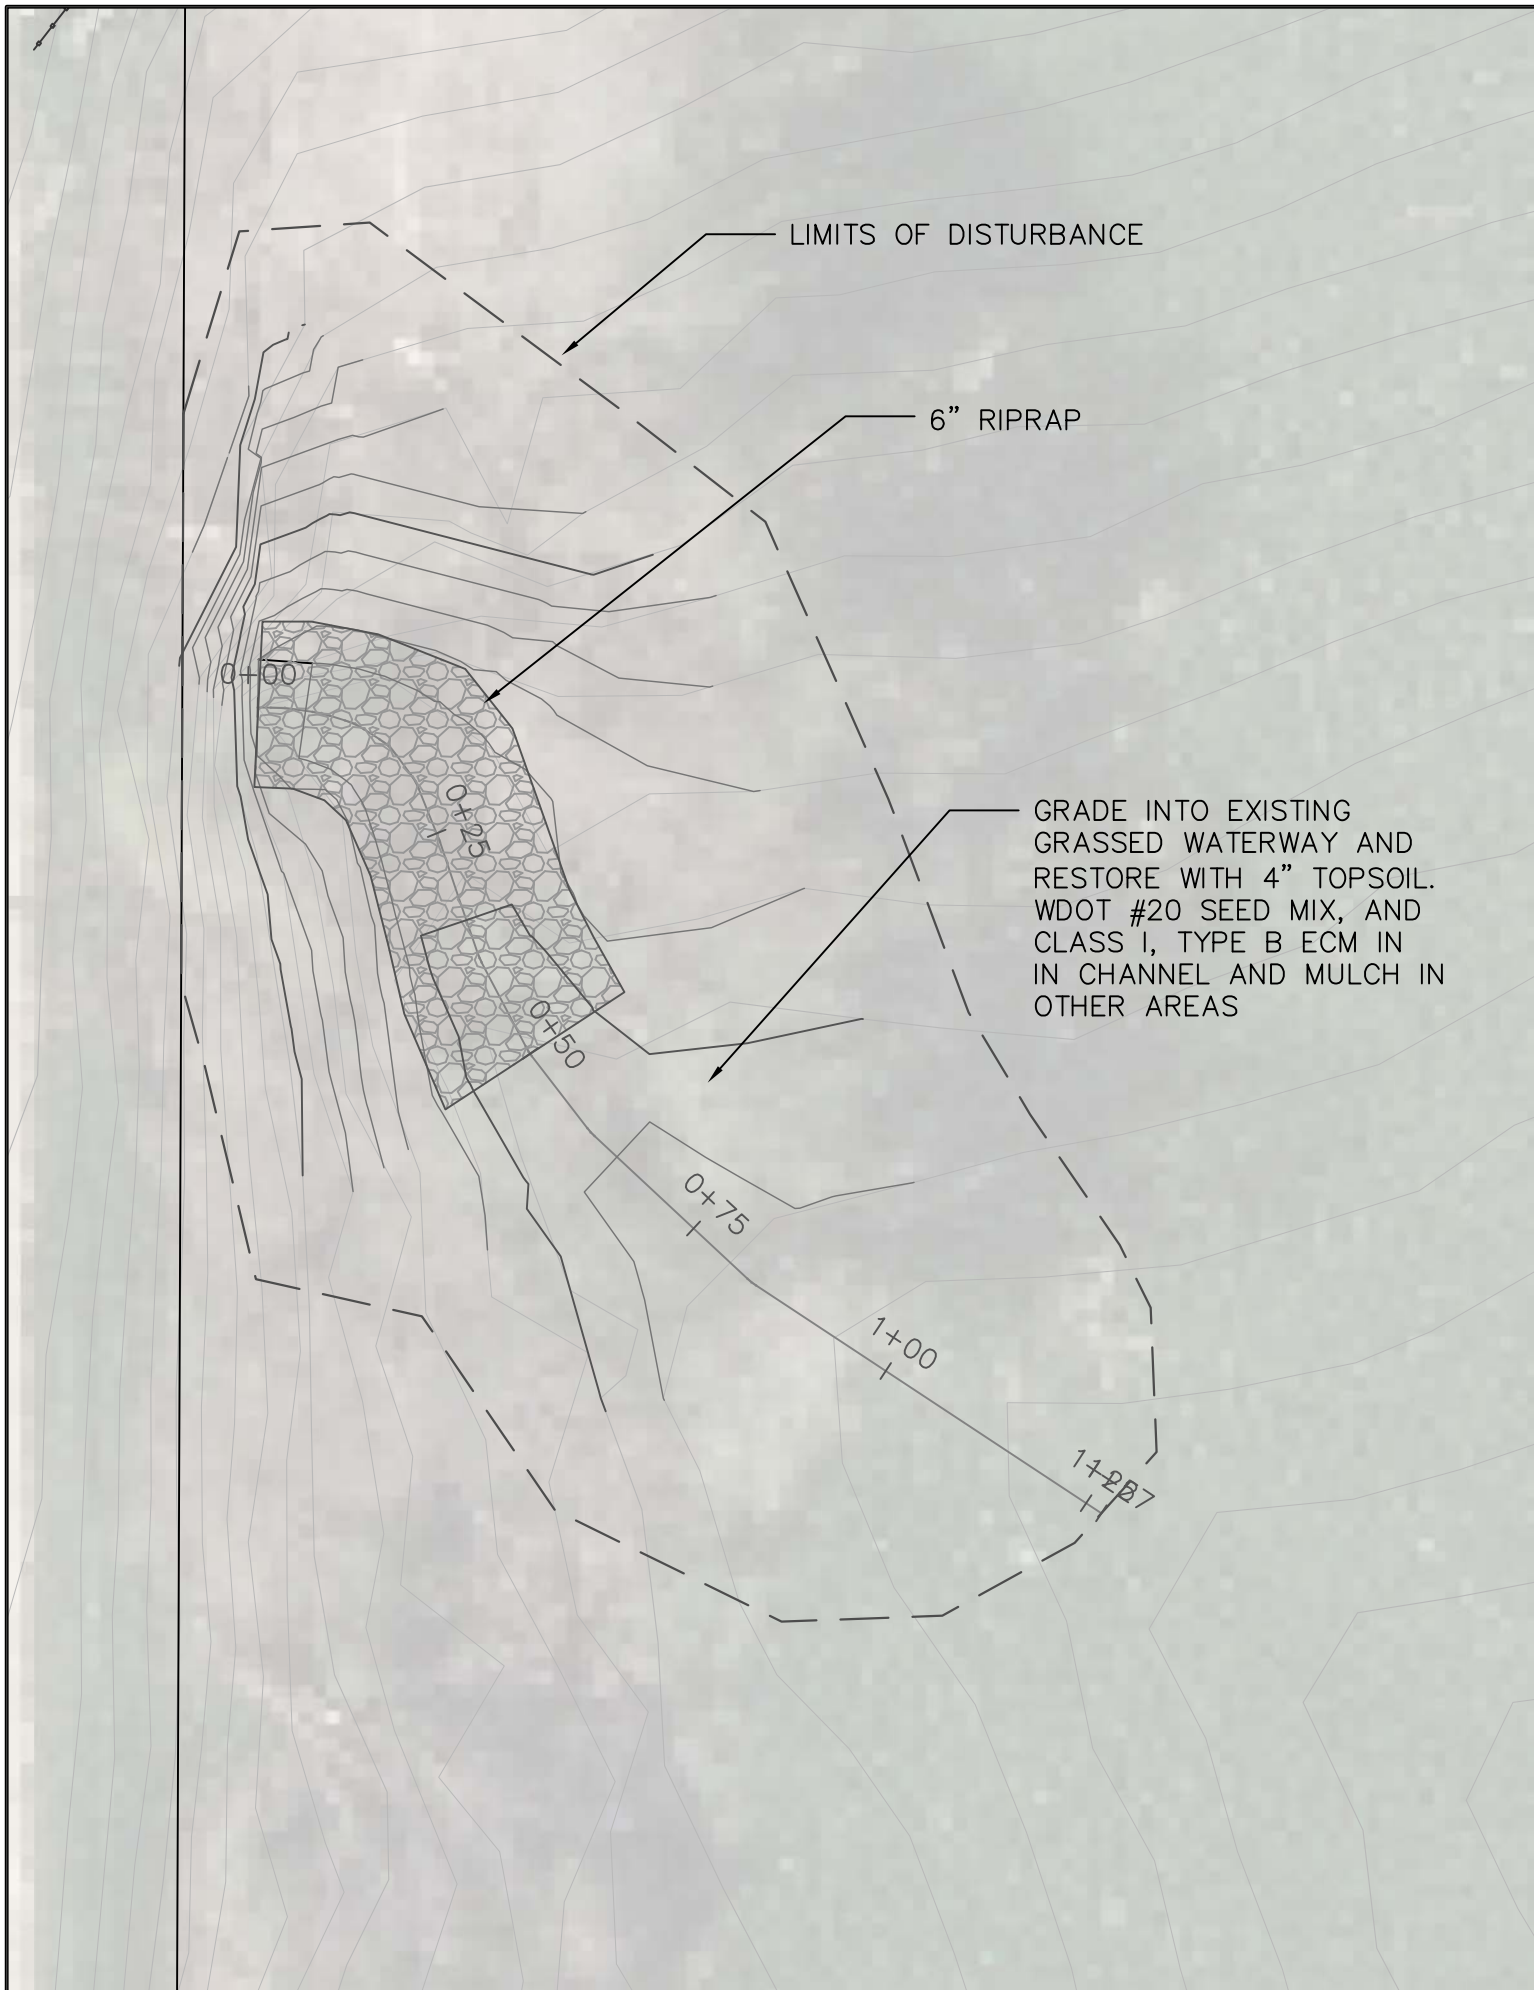 LIMITS OF DISTURBANCE
6” RIPRAP
0+00
0+25
GRADE INTO EXISTING
GRASSED WATERWAY AND
RESTORE WITH 4” TOPSOIL.
WDOT #20 SEED MIX, AND
CLASS I, TYPE B ECM IN
IN CHANNEL AND MULCH IN
OTHER AREAS
0+50
0+75
1+00